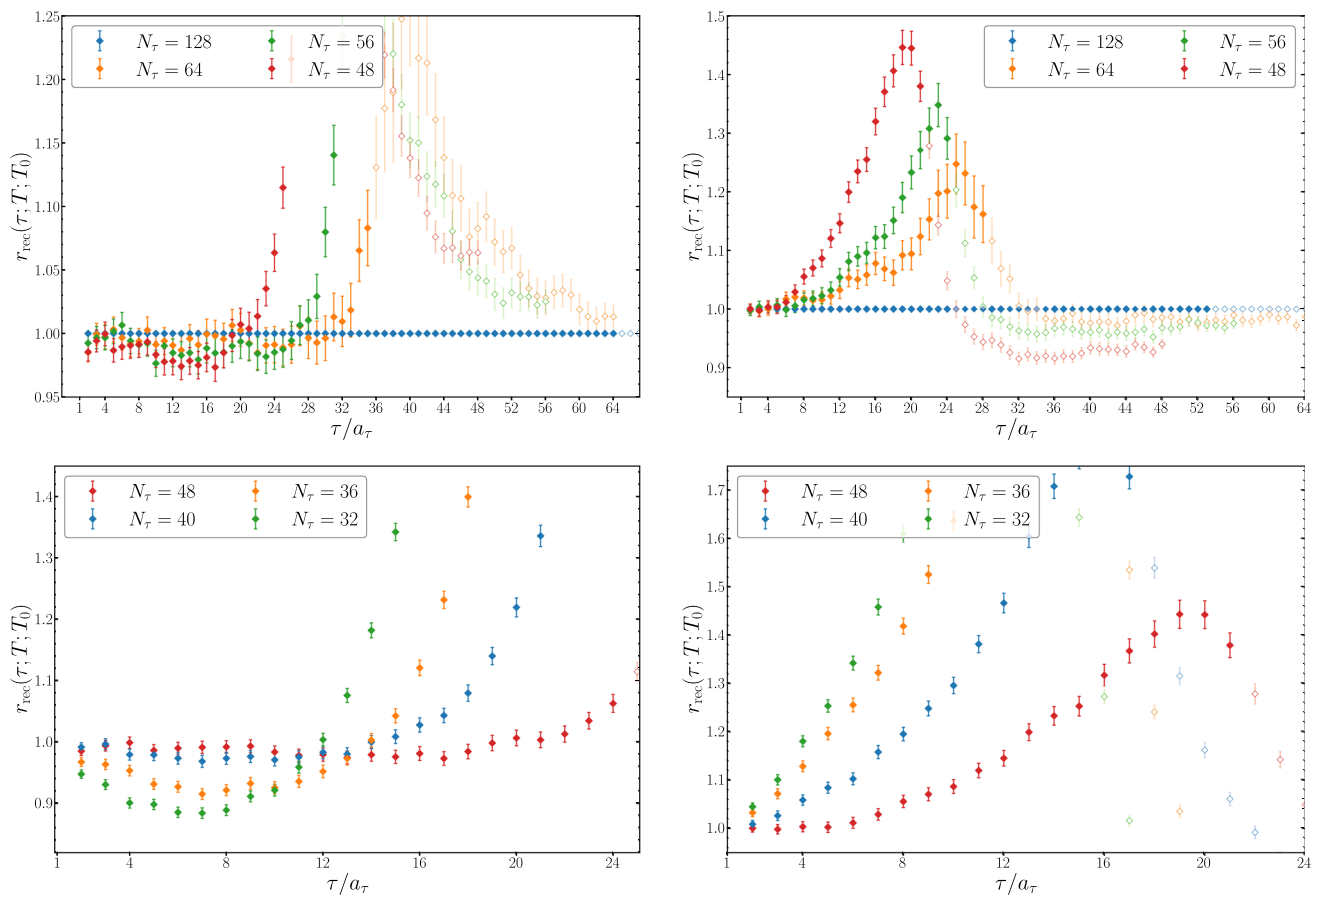 1.25
1.20
1.15
1.10
1.05
1.00
0.95
r_rec(τ; T; T_0)
N_τ = 128
N_τ = 64
N_τ = 56
N_τ = 48
1 4 8 12 16 20 24 28 32 36 40 44 48 52 56 60 64
τ/a_τ
1.5
1.4
1.3
1.2
1.1
1.0
0.9
r_rec(τ; T; T_0)
N_τ = 128
N_τ = 64
N_τ = 56
N_τ = 48
1 4 8 12 16 20 24 28 32 36 40 44 48 52 56 60 64
τ/a_τ
1.4
1.3
1.2
1.1
1.0
0.9
r_rec(τ; T; T_0)
N_τ = 48
N_τ = 40
N_τ = 36
N_τ = 32
1 4 8 12 16 20 24
τ/a_τ
1.7
1.6
1.5
1.4
1.3
1.2
1.1
1.0
r_rec(τ; T; T_0)
N_τ = 48
N_τ = 40
N_τ = 36
N_τ = 32
1 4 8 12 16 20 24
τ/a_τ